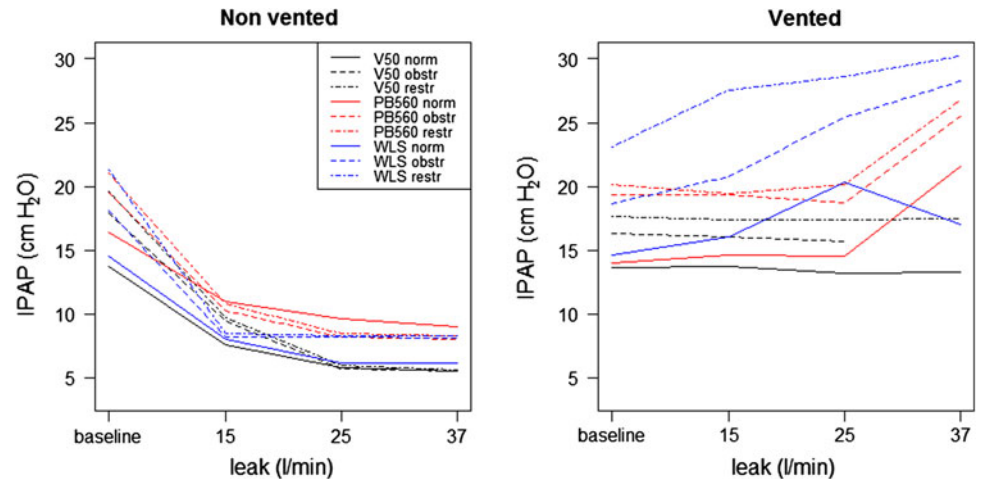 Non vented
30
25
20
15
10
5
IPAP (cm H₂O)
V50 norm
V50 obstr
V50 restr
PB560 norm
PB560 obstr
PB560 restr
WLS norm
WLS obstr
WLS restr
baseline 15 25 37
leak (l/min)
Vented
30
25
20
15
10
5
IPAP (cm H₂O)
baseline 15 25 37
leak (l/min)